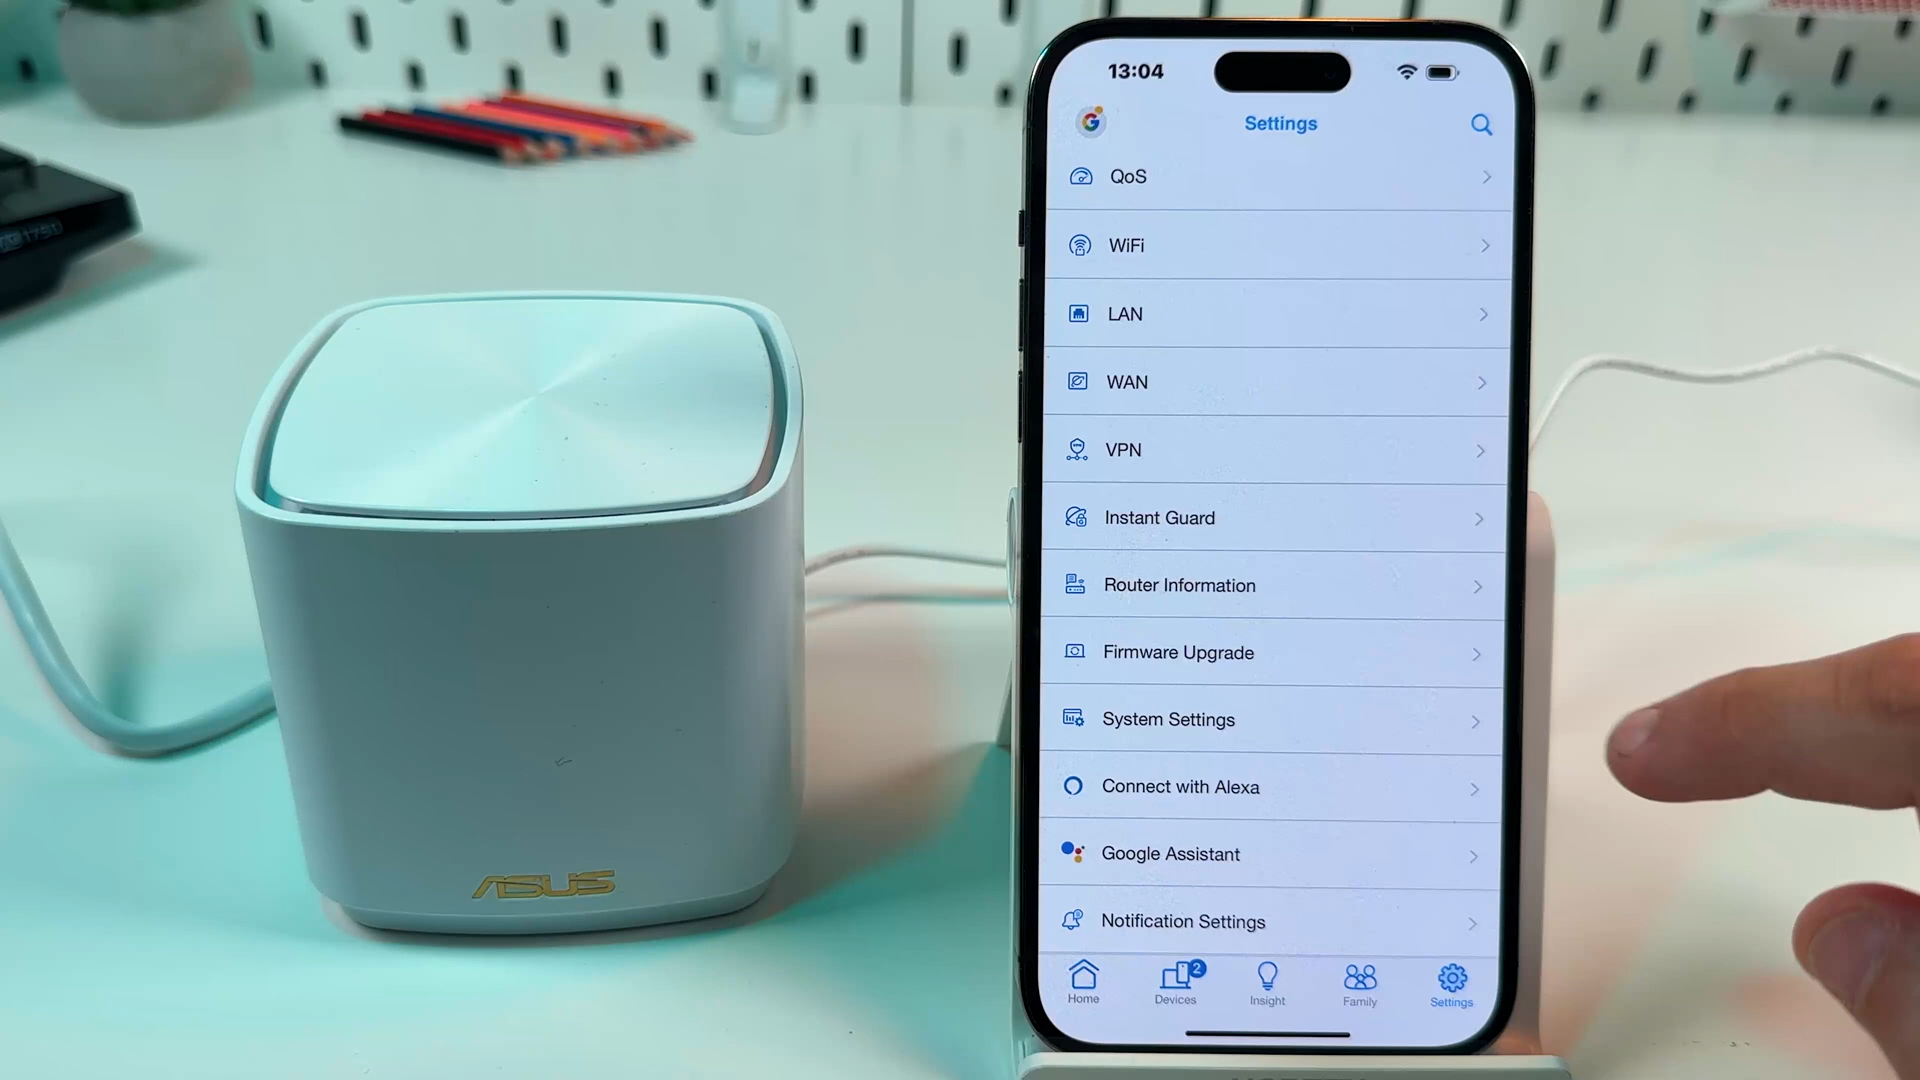 13:04
Settings
QoS
WiFi
LAN
WAN
VPN
Instant Guard
Router Information
Firmware Upgrade
System Settings
Connect with Alexa
Google Assistant
Notification Settings
2
Home
Devices
Insight
Family
Settings
ASUS